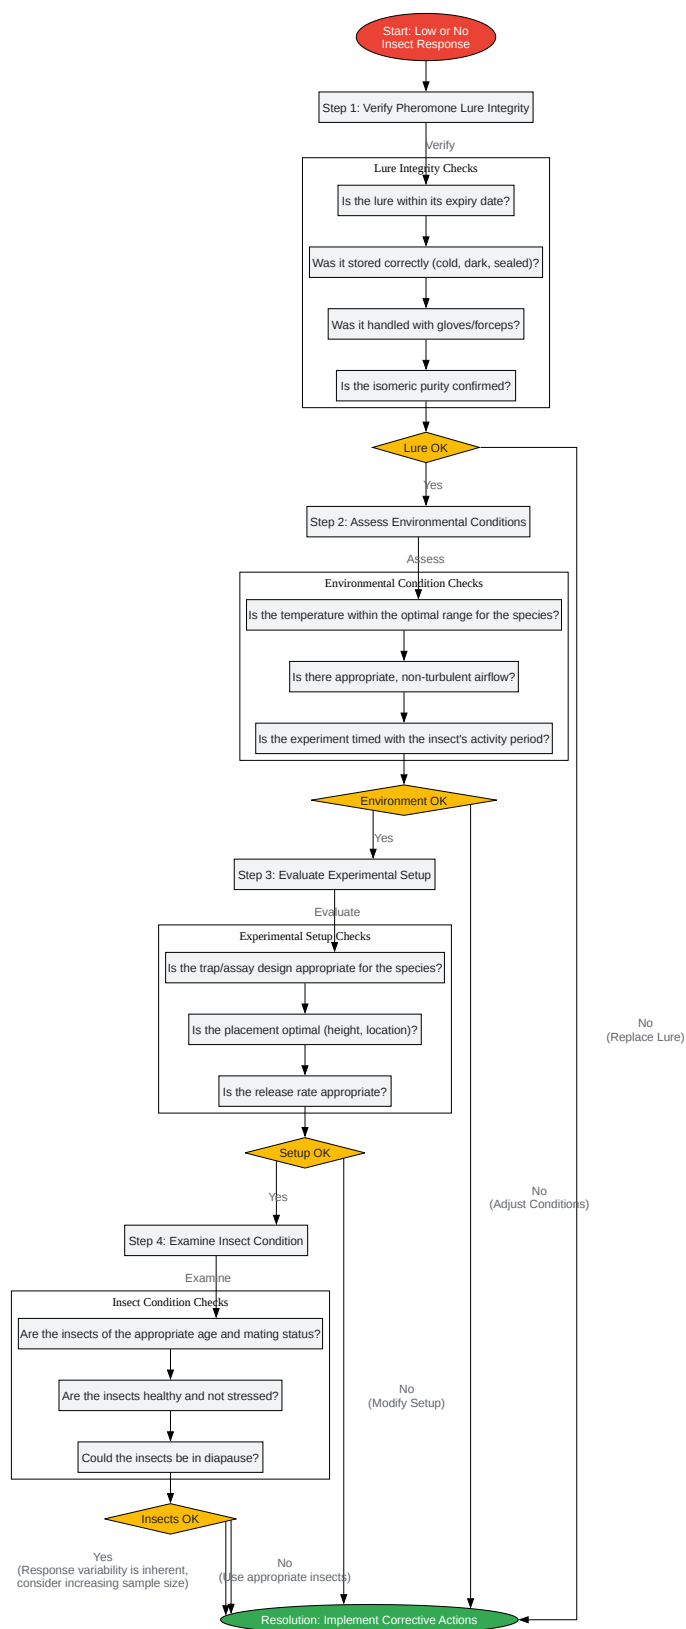 Start: Low or No
Insect Response
Step 1: Verify Pheromone Lure Integrity
Verify
Lure Integrity Checks
Is the lure within its expiry date?
Was it stored correctly (cold, dark, sealed)?
Was it handled with gloves/forceps?
Is the isomeric purity confirmed?
Lure OK
Yes
Step 2: Assess Environmental Conditions
Assess
Environmental Condition Checks
Is the temperature within the optimal range for the species?
Is there appropriate, non-turbulent airflow?
Is the experiment timed with the insect's activity period?
Environment OK
Yes
Step 3: Evaluate Experimental Setup
Evaluate
Experimental Setup Checks
Is the trap/assay design appropriate for the species?
Is the placement optimal (height, location)?
No
(Replace Lure)
Is the release rate appropriate?
Setup OK
Yes
No
(Adjust Conditions)
Step 4: Examine Insect Condition
Examine
Insect Condition Checks
Are the insects of the appropriate age and mating status?
Are the insects healthy and not stressed?
No
(Modify Setup)
Could the insects be in diapause?
Insects OK
Yes
(Response variability is inherent,
consider increasing sample size)
No
(Use appropriate insects)
Resolution: Implement Corrective Actions